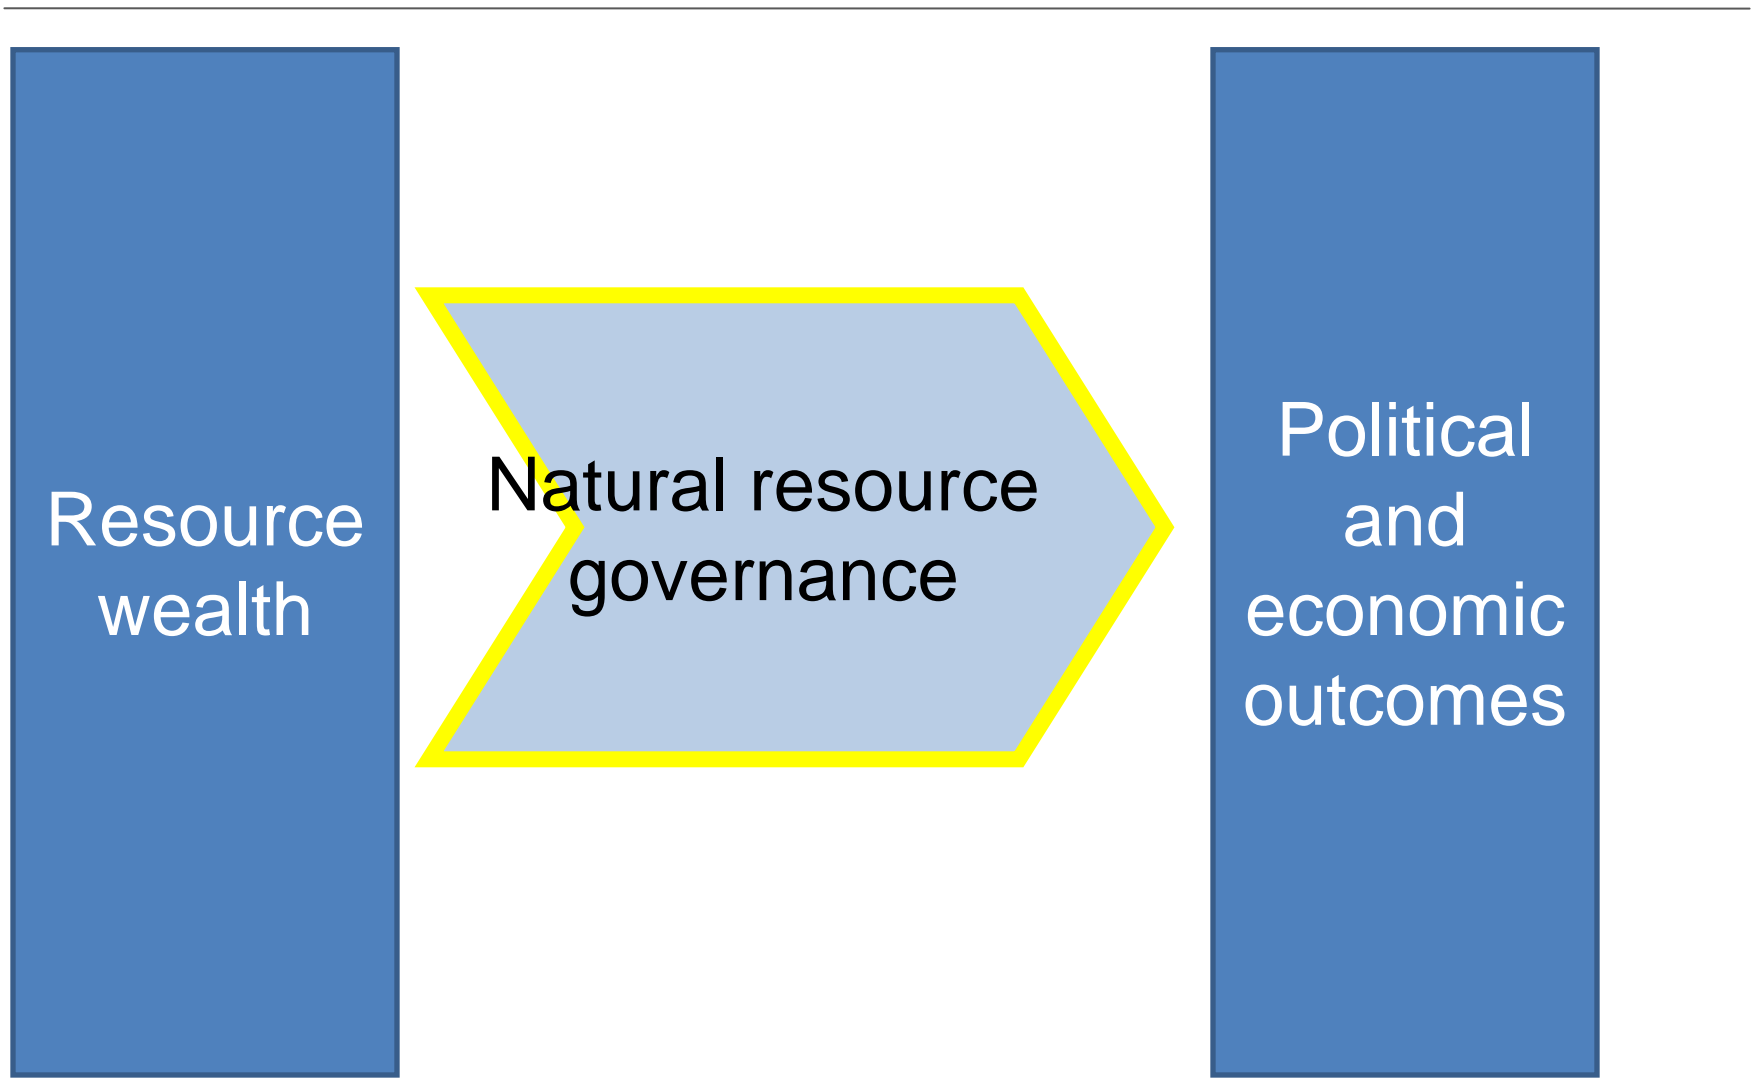 Resource
wealth
Natural resource
governance
Political
and
economic
outcomes